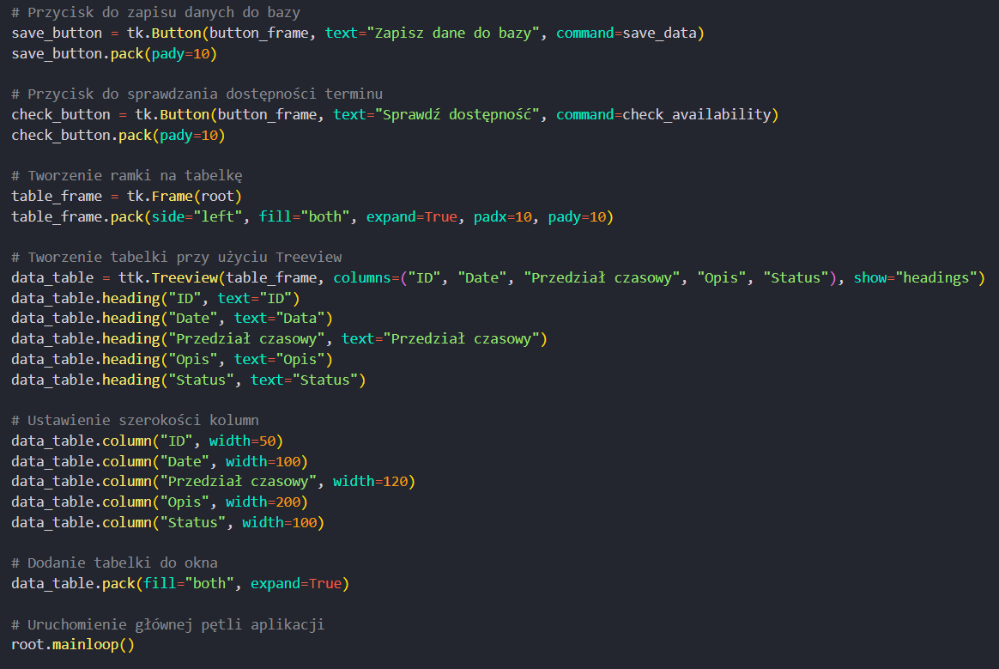 # Przycisk do zapisu danych do bazy
save_button = tk.Button(button_frame, text="Zapisz dane do bazy", command=save_data)
save_button.pack(pady=10)
# Przycisk do sprawdzania dostępności terminu
check_button = tk.Button(button_frame, text="Sprawdź dostępność", command=check_availability)
check_button.pack(pady=10)
# Tworzenie ramki na tabelkę
table_frame = tk.Frame(root)
table_frame.pack(side="left", fill="both", expand=True, padx=10, pady=10)
# Tworzenie tabelki przy użyciu Treeview
data_table = ttk.Treeview(table_frame, columns=("ID", "Date", "Przedział czasowy", "Opis", "Status"), show="headings")
data_table.heading("ID", text="ID")
data_table.heading("Date", text="Data")
data_table.heading("Przedział czasowy", text="Przedział czasowy")
data_table.heading("Opis", text="Opis")
data_table.heading("Status", text="Status")
# Ustawienie szerokości kolumn
data_table.column("ID", width=50)
data_table.column("Date", width=100)
data_table.column("Przedział czasowy", width=120)
data_table.column("Opis", width=200)
data_table.column("Status", width=100)
# Dodanie tabelki do okna
data_table.pack(fill="both", expand=True)
# Uruchomienie głównej pętli aplikacji
root.mainloop()